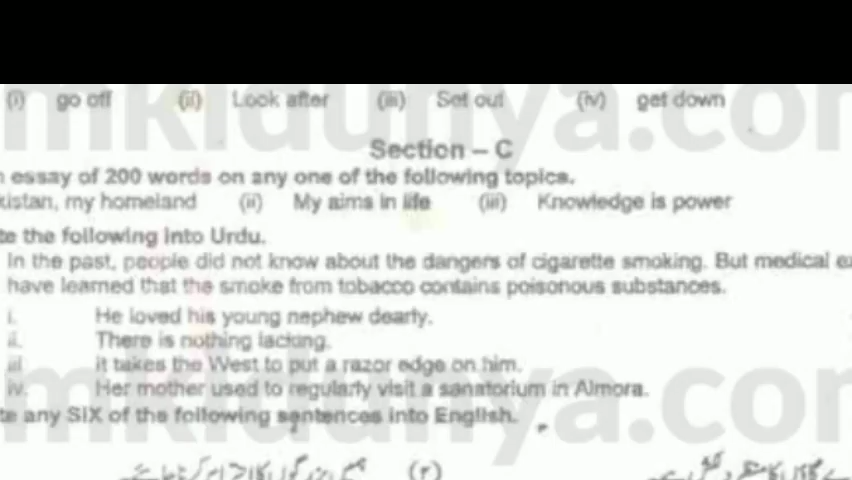 (i) go off (ii) Look after (iii) Set out (iv) get down
Section – C
essay of 200 words on any one of the following topics.
kistan, my homeland (ii) My aims in life (iii) Knowledge is power
te the following into Urdu.
In the past, people did not know about the dangers of cigarette smoking. But medical ex
have learned that the smoke from tobacco contains poisonous substances.
i. He loved his young nephew dearly.
ii. There is nothing lacking.
iii it takes the West to put a razor edge on him.
iv. Her mother used to regularly visit a sanatorium in Almora.
te any SIX of the following sentences into English.
(۲)
mkidunya.com
mkidunya.com